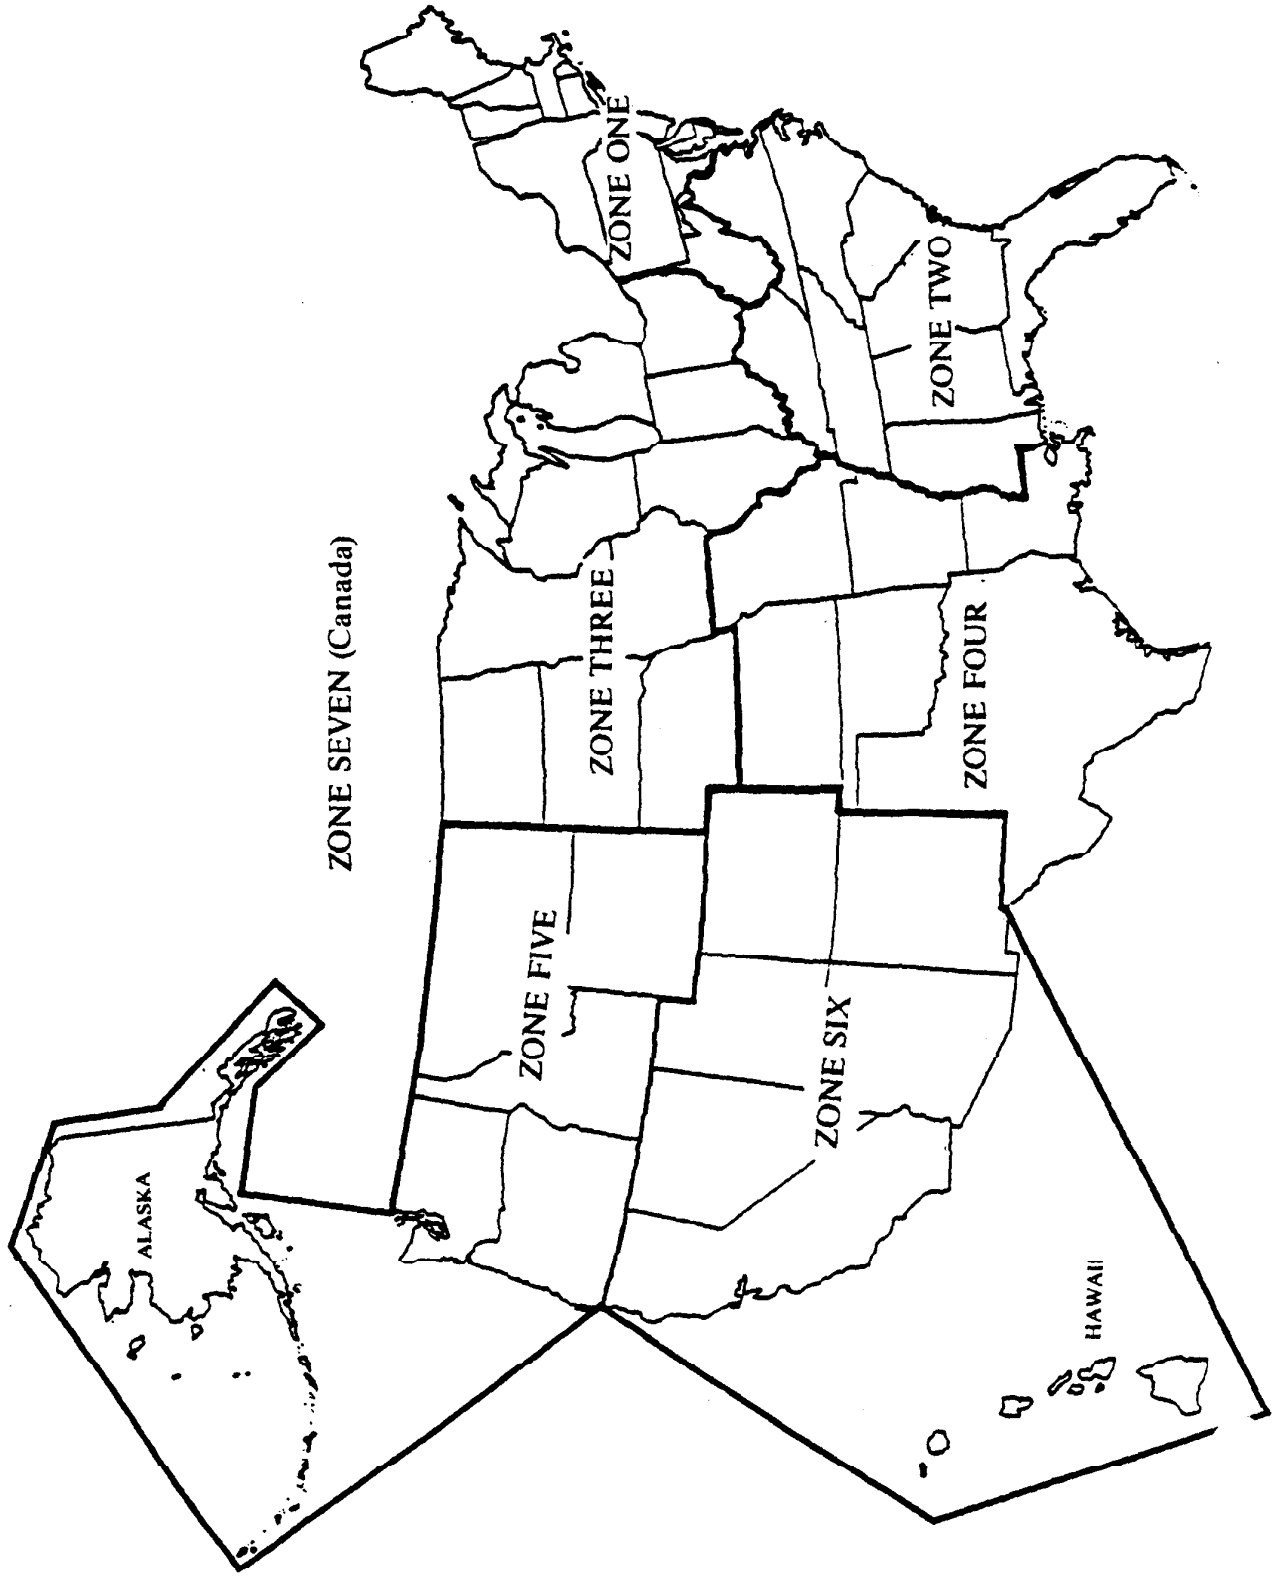 ZONE SEVEN (Canada)
ALASKA
ZONE FIVE
ZONE THREE
ZONE ONE
ZONE SIX
ZONE FOUR
ZONE TWO
HAWAII